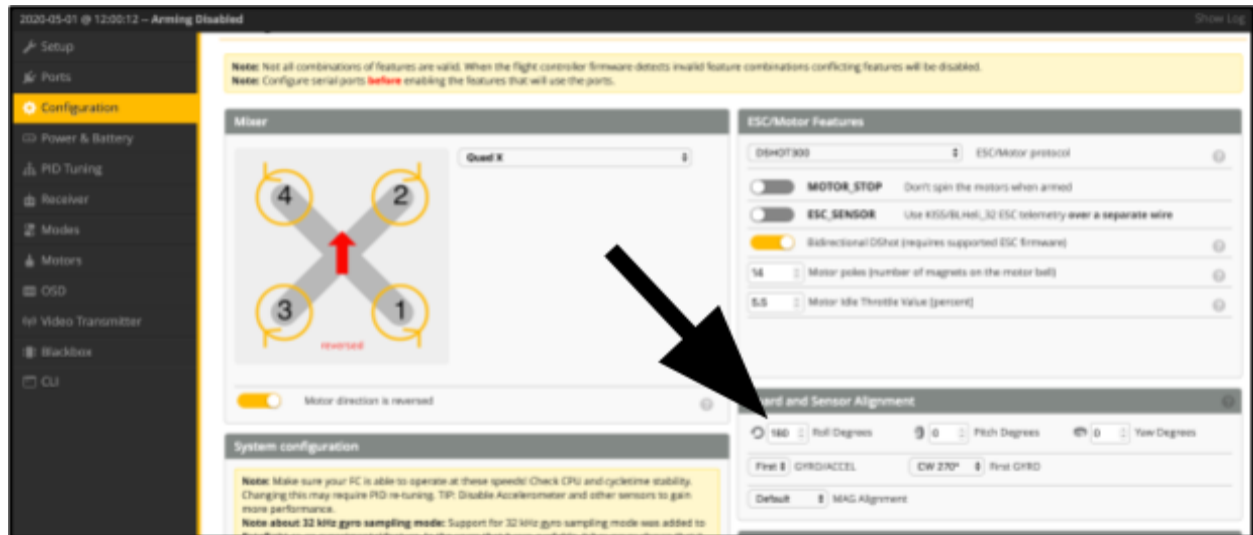 2020-05-01 @ 12:00:12 -- Arming Disabled
Show Log
Setup
Ports
Configuration
Power & Battery
PID Tuning
Receiver
Modes
Motors
OSD
Video Transmitter
Blackbox
CLI
Note: Not all combinations of features are valid. When the flight controller firmware detects invalid feature combinations conflicting features will be disabled.
Note: Configure serial ports before enabling the features that will use the ports.
Mixer
Quad X
4
2
3
1
reversed
Motor direction is reversed
System configuration
Note: Make sure your FC is able to operate at these speeds! Check CPU and cycletime stability.
Changing this may require PID re-tuning. TIP: Disable Accelerometer and other sensors to gain
more performance.
Note about 32 kHz gyro sampling mode: Support for 32 kHz gyro sampling mode was added to
ESC/Motor Features
DSHOT300 ESC/Motor protocol
MOTOR_STOP Don't spin the motors when armed
ESC_SENSOR Use KISS/BLHeli_32 ESC telemetry over a separate wire
Bidirectional DShot (requires supported ESC firmware)
14 Motor poles (number of magnets on the motor bell)
5.5 Motor Idle Throttle Value [percent]
and Sensor Alignment
180 Roll Degrees 0 Pitch Degrees 0 Yaw Degrees
First GYRO/ACCEL CW 270° First GYRO
Default MAG Alignment